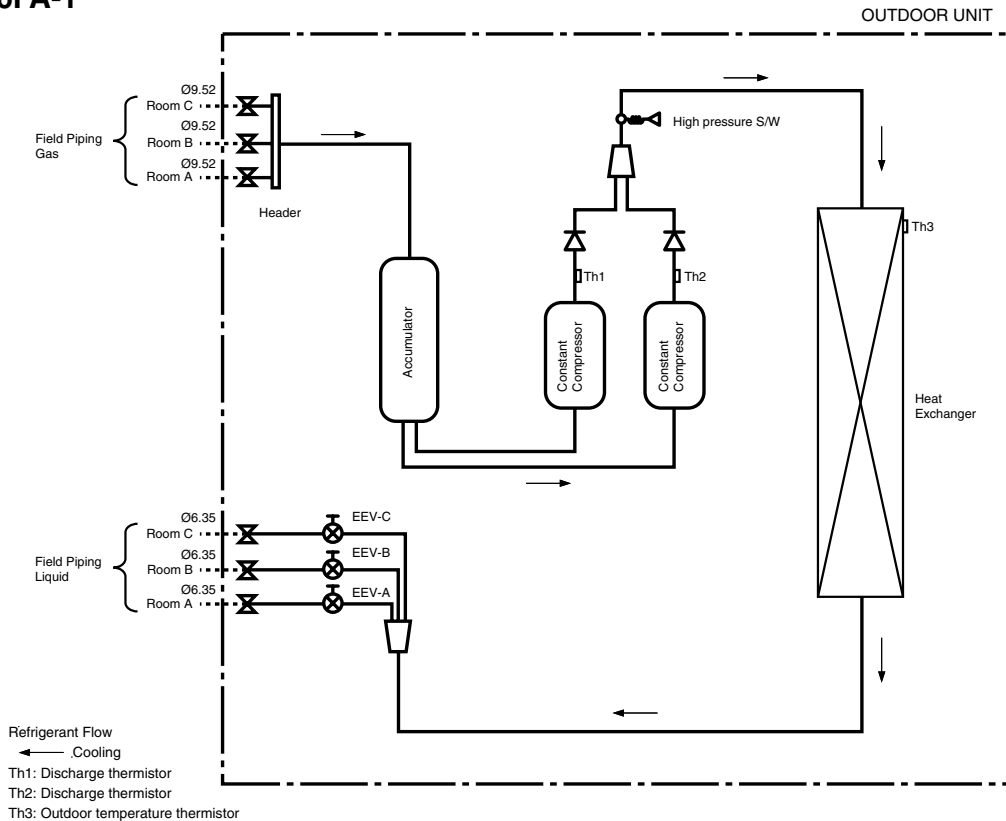 OUTDOOR UNIT
Ø9.52
Room C
Ø9.52
Room B
Ø9.52
Room A
Field Piping
Gas
Header
High pressure S/W
Th3
Th1
Th2
Accumulator
Constant
Compressor
Constant
Compressor
Heat
Exchanger
Ø6.35
Room C
EEV-C
Ø6.35
Room B
EEV-B
Ø6.35
Room A
EEV-A
Field Piping
Liquid
Refrigerant Flow
Cooling
Th1: Discharge thermistor
Th2: Discharge thermistor
Th3: Outdoor temperature thermistor